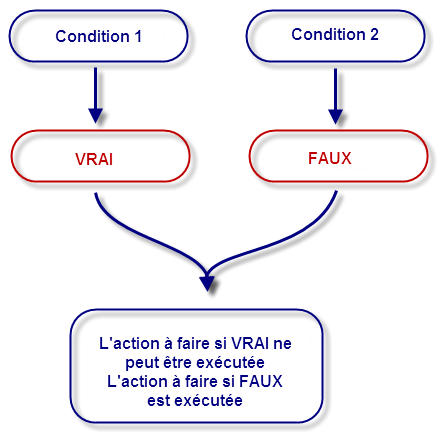 Condition 1
Condition 2
VRAI
FAUX
L'action à faire si VRAI ne
peut être exécutée
L'action à faire si FAUX
est exécutée